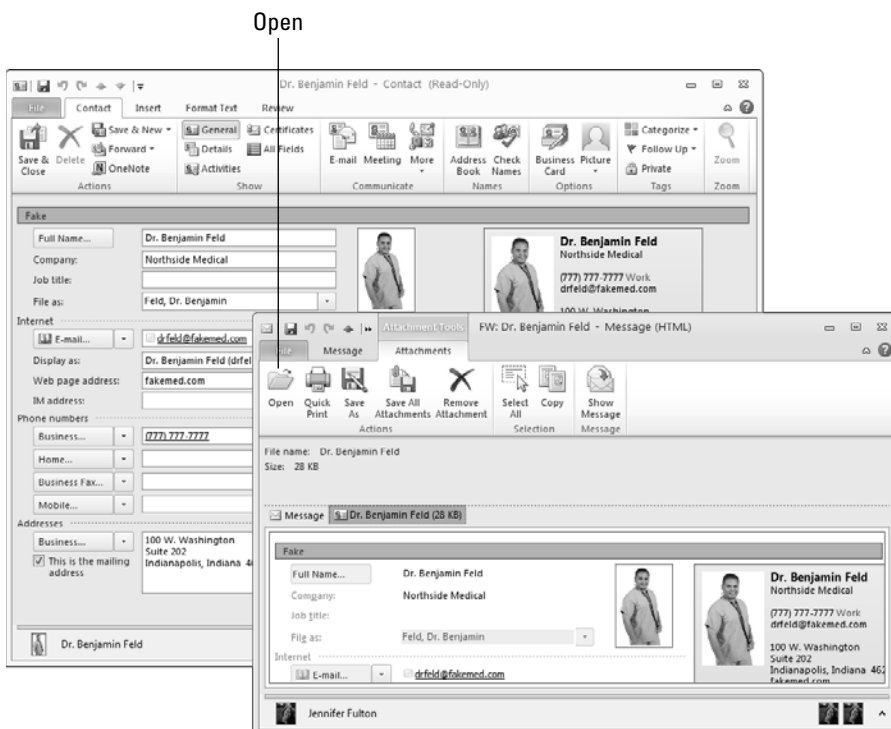 Open
Dr. Benjamin Feld - Contact (Read-Only)
File Contact Insert Format Text Review
Save & Close
Delete
Save & New
Forward
OneNote
Actions
General
Details
Activities
Certificates
All Fields
Show
E-mail
Meeting
More
Communicate
Address Book
Check Names
Names
Business Card
Picture
Options
Categorize
Follow Up
Private
Tags
Zoom
Zoom
Fake
Full Name... Dr. Benjamin Feld
Company: Northside Medical
Job title:
File as: Feld, Dr. Benjamin
Internet
E-mail... drfeld@fakemed.com
Display as: Dr. Benjamin Feld (drfel
Web page address: fakemed.com
IM address:
Phone numbers
Business... (777) 777-7777
Home...
Business Fax...
Mobile...
Addresses
Business... 100 W. Washington
Suite 202
Indianapolis, Indiana 4
This is the mailing address
Dr. Benjamin Feld
Dr. Benjamin Feld
Northside Medical
(777) 777-7777 Work
drfeld@fakemed.com
100 W. Washington
Attachment Tools
FW: Dr. Benjamin Feld - Message (HTML)
File Message Attachments
Open
Quick Print
Save As
Save All Attachments
Remove Attachment
Actions
Select All
Copy
Selection
Show Message
Message
File name: Dr. Benjamin Feld
Size: 28 KB
Message Dr. Benjamin Feld (28 KB)
Fake
Full Name... Dr. Benjamin Feld
Company: Northside Medical
Job title:
File as: Feld, Dr. Benjamin
Internet
E-mail... drfeld@fakemed.com
Dr. Benjamin Feld
Northside Medical
(777) 777-7777 Work
drfeld@fakemed.com
100 W. Washington
Suite 202
Indianapolis, Indiana 462
fakemed.com
Jennifer Fulton